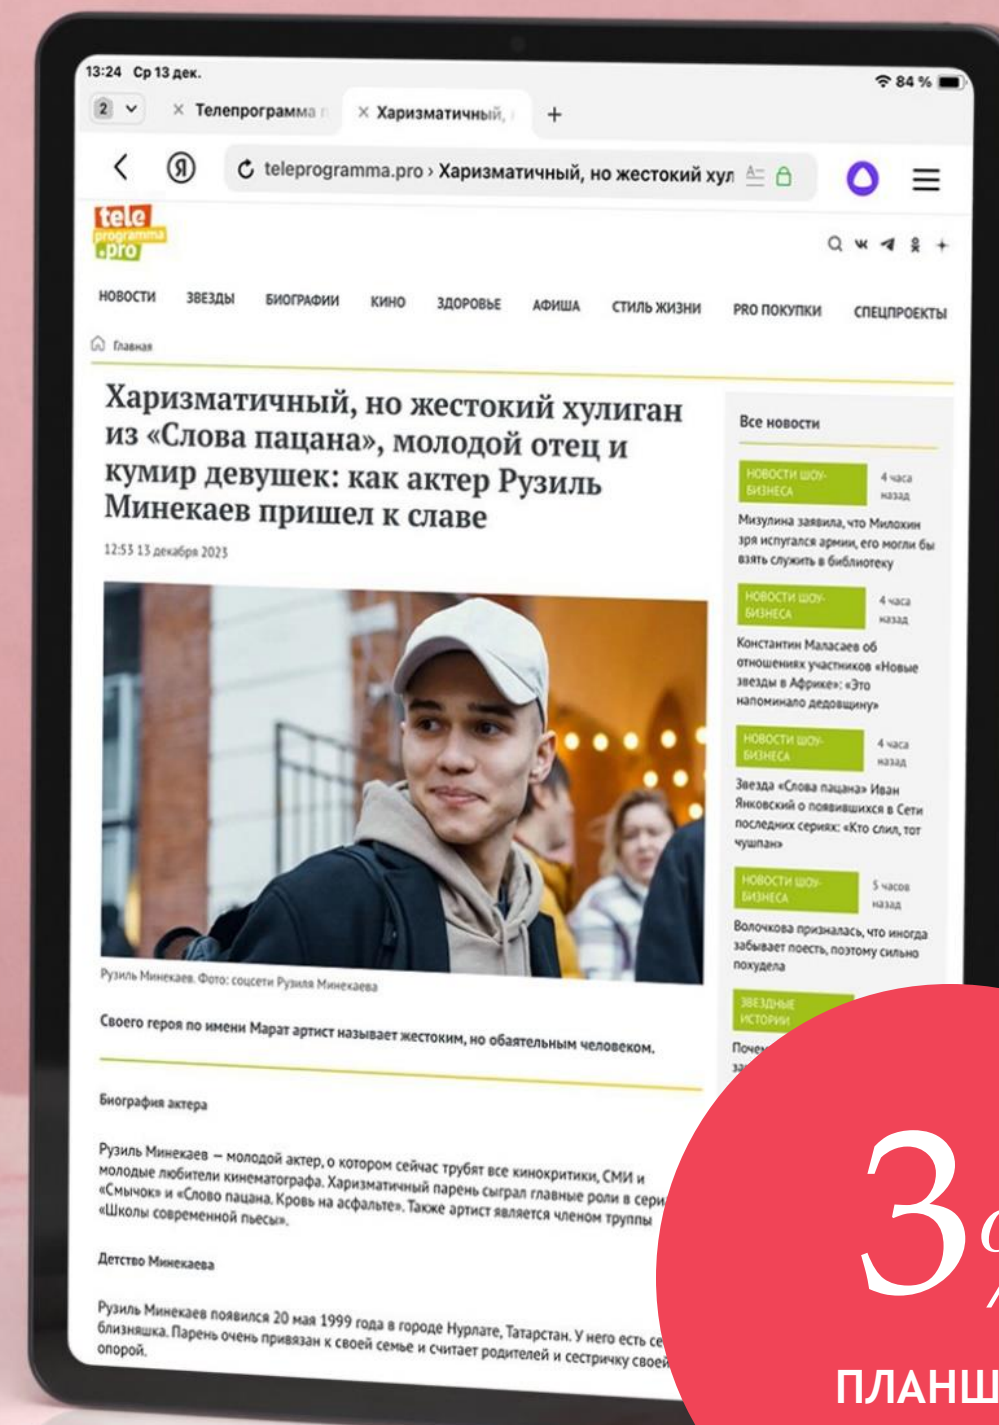 13:24 Ср 13 дек.
84 %
2
Телепрограмма
Харизматичный,
teleprogramma.pro › Харизматичный, но жестокий хул
tele
programma
.pro
НОВОСТИ ЗВЕЗДЫ БИОГРАФИИ КИНО ЗДОРОВЬЕ АФИША СТИЛЬ ЖИЗНИ PRO ПОКУПКИ СПЕЦПРОЕКТЫ
Главная
Харизматичный, но жестокий хулиган
из «Слова пацана», молодой отец и
кумир девушек: как актер Рузиль
Минекаев пришел к славе
12:53 13 декабря 2023
Рузиль Минекаев. Фото: соцсети Рузиля Минекаева
Своего героя по имени Марат артист называет жестоким, но обаятельным человеком.
Биография актера
Рузиль Минекаев — молодой актер, о котором сейчас трубят все кинокритики, СМИ и
молодые любители кинематографа. Харизматичный парень сыграл главные роли в сери
«Смычок» и «Слово пацана. Кровь на асфальте». Также артист является членом труппы
«Школы современной пьесы».
Детство Минекаева
Рузиль Минекаев появился 20 мая 1999 года в городе Нурлате, Татарстан. У него есть се
близняшка. Парень очень привязан к своей семье и считает родителей и сестричку своей
опорой.
Все новости
НОВОСТИ ШОУ-
БИЗНЕСА
4 часа
назад
Мизулина заявила, что Милохин
зря испугался армии, его могли бы
взять служить в библиотеку
НОВОСТИ ШОУ-
БИЗНЕСА
4 часа
назад
Константин Маласаев об
отношениях участников «Новые
звезды в Африке»: «Это
напоминало дедовщину»
НОВОСТИ ШОУ-
БИЗНЕСА
4 часа
назад
Звезда «Слова пацана» Иван
Янковский о появившихся в Сети
последних сериях: «Кто слил, тот
чушпан»
НОВОСТИ ШОУ-
БИЗНЕСА
5 часов
назад
Волочкова призналась, что иногда
забывает поесть, поэтому сильно
похудела
ЗВЕЗДНЫЕ
ИСТОРИИ
Почем
3%
ПЛАНШ